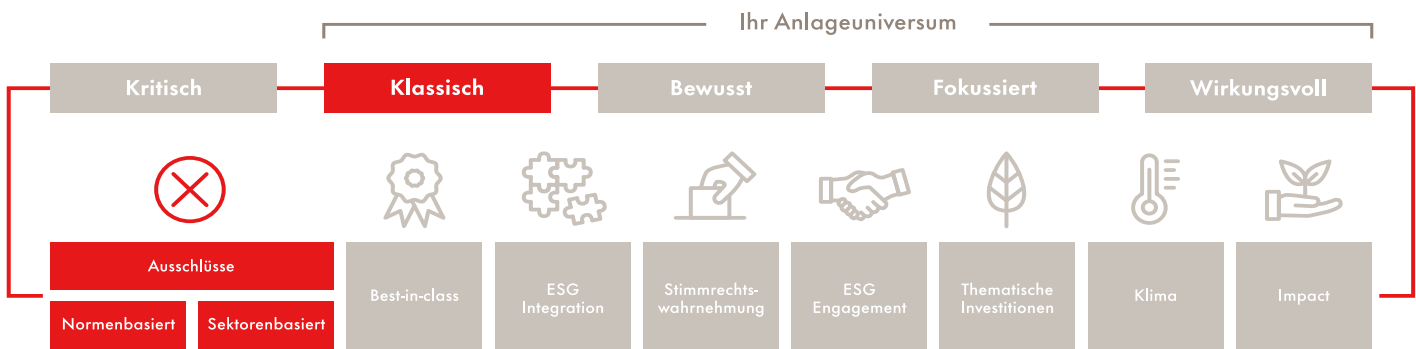 Ihr Anlageuniversum
Kritisch
Klassisch
Bewusst
Fokussiert
Wirkungsvoll
Ausschlüsse
Normenbasiert
Sektorenbasiert
Best-in-class
ESG
Integration
Stimmrechts-
wahrnehmung
ESG
Engagement
Thematische
Investitionen
Klima
Impact